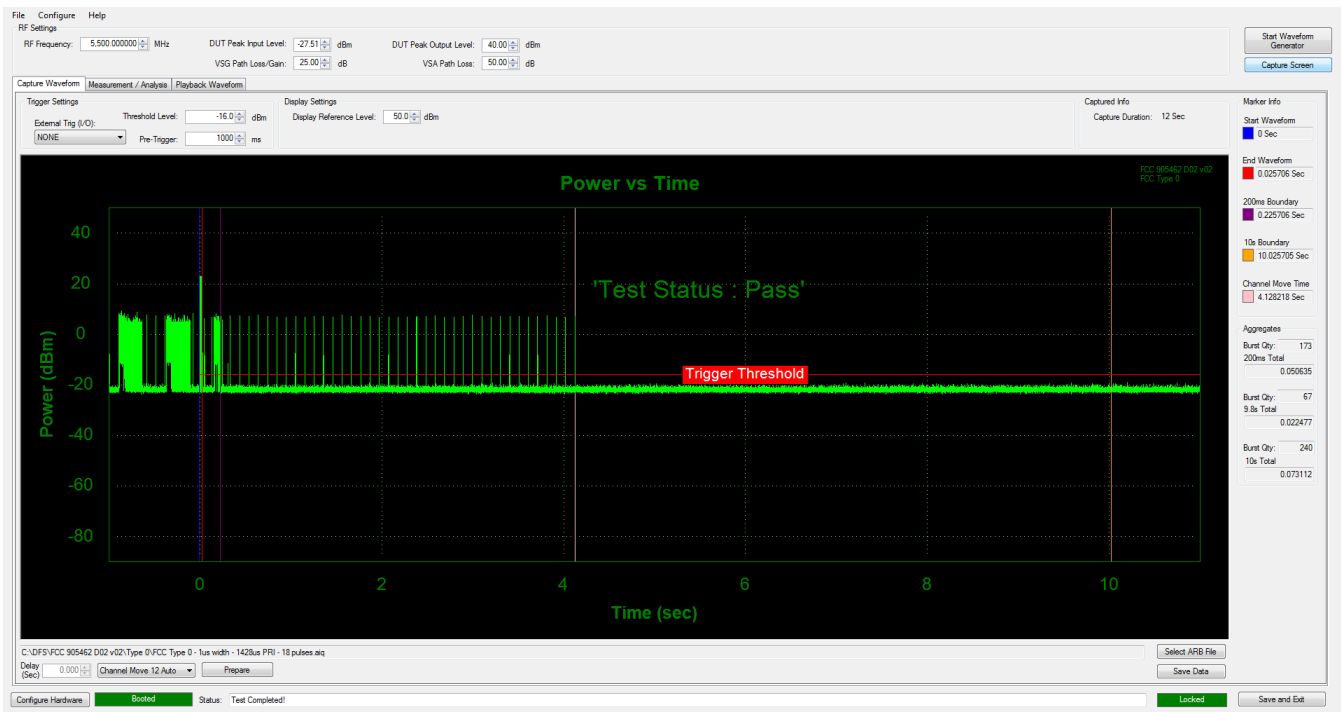 File Configure Help
RF Settings
RF Frequency: 5,500.000000 MHz DUT Peak Input Level: -27.51 dBm DUT Peak Output Level: 40.00 dBm
VSG Path Loss/Gain: 25.00 dB VSA Path Loss: 50.00 dB
Start Waveform
Generator
Capture Screen
Capture Waveform Measurement / Analysis Playback Waveform
Trigger Settings
External Trig (I/O):
NONE
Threshold Level: -16.0 dBm
Pre-Trigger: 1000 ms
Display Settings
Display Reference Level: 50.0 dBm
Captured Info
Capture Duration: 12 Sec
Power vs Time
FCC 905462 D02 v02
FCC Type 0
'Test Status : Pass'
Trigger Threshold
Power (dBm)
40
20
0
-20
-40
-60
-80
0 2 4 6 8 10
Time (sec)
Marker Info
Start Waveform
0 Sec
End Waveform
0.025706 Sec
200ms Boundary
0.225706 Sec
10s Boundary
10.025705 Sec
Channel Move Time
4.128218 Sec
Aggregates
Burst Qty: 173
200ms Total
0.050635
Burst Qty: 67
9.8s Total
0.022477
Burst Qty: 240
10s Total
0.073112
C:\DFS\FCC 905462 D02 v02\Type 0\FCC Type 0 - 1us width - 1428us PRI - 18 pulses.aiq
Select ARB File
Delay
(Sec) 0.000 Channel Move 12 Auto Prepare
Save Data
Configure Hardware Booted Status: Test Completed! Locked Save and Exit